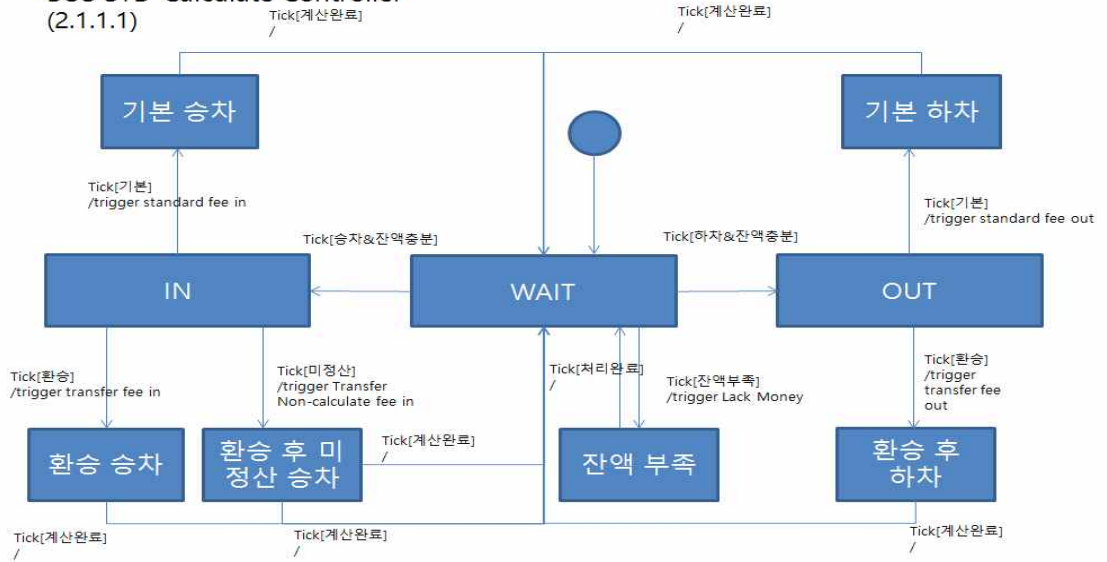 (2.1.1.1)
Tick[계산완료]
/
Tick[계산완료]
/
기본 승차
기본 하차
Tick[기본]
/trigger standard fee in
Tick[기본]
/trigger standard fee out
Tick[승차&잔액충분]
Tick[하차&잔액충분]
IN
WAIT
OUT
Tick[환승]
/trigger transfer fee in
Tick[미정산]
/trigger Transfer
Non-calculate fee in
Tick[처리완료]
/
Tick[잔액부족]
/trigger Lack Money
Tick[환승]
/trigger
transfer fee
out
환승 승차
환승 후 미
정산 승차
Tick[계산완료]
/
잔액 부족
환승 후
하차
Tick[계산완료]
/
Tick[계산완료]
/
Tick[계산완료]
/